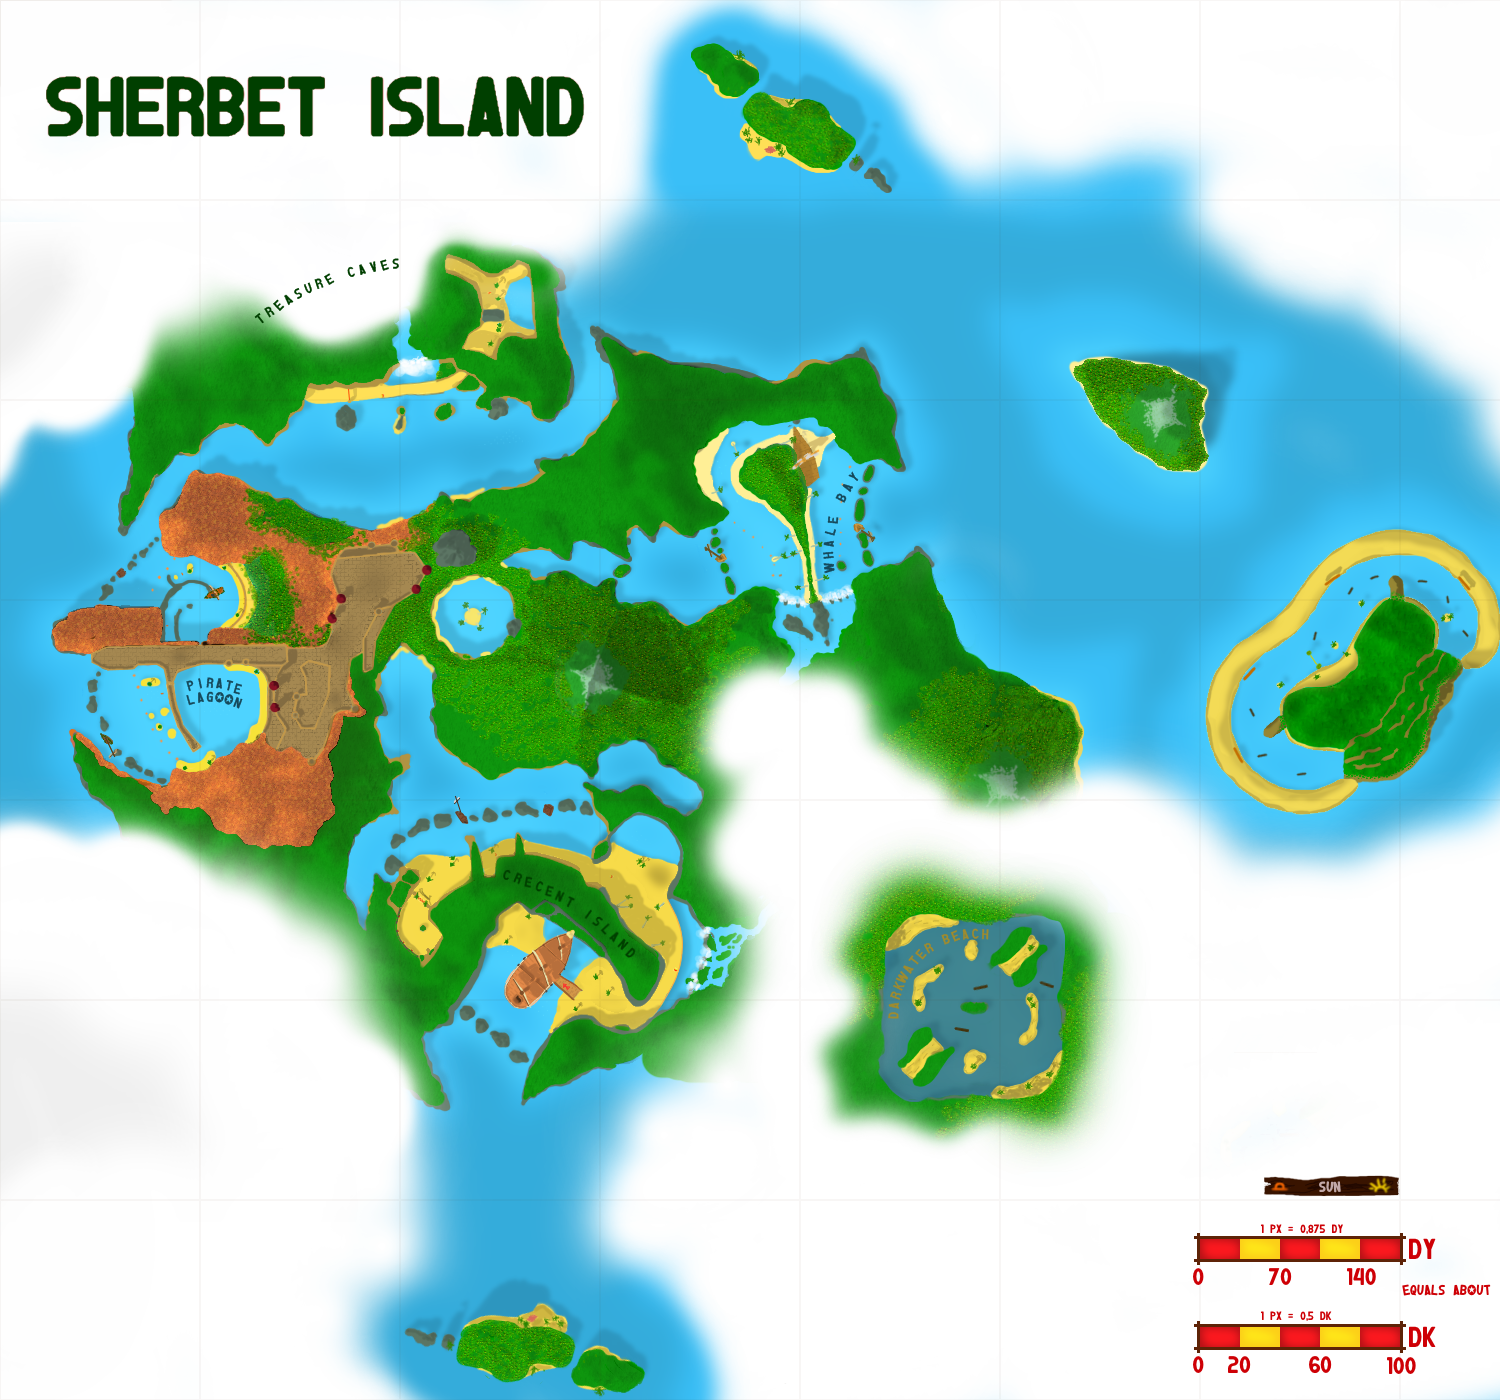 SHERBET ISLAND
TREASURE CAVES
WHALE BAY
PIRATE
LAGOON
CRECENT ISLAND
DARKWATER BEACH
SUN
1 PX = 0,875 DY
DY
0 70 140
EQUALS ABOUT
1 PX = 0,5 DK
DK
0 20 60 100